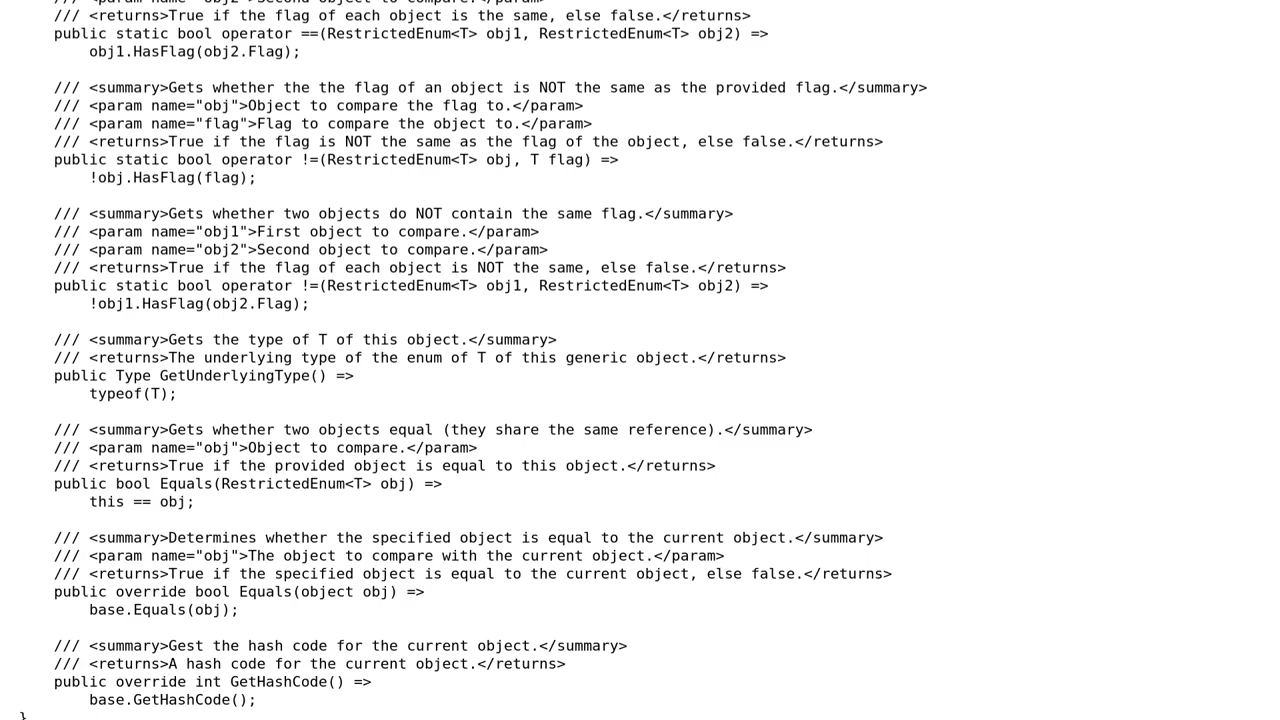 /// <param name="obj2">Second object to compare.</param>
/// <returns>True if the flag of each object is the same, else false.</returns>
public static bool operator ==(RestrictedEnum<T> obj1, RestrictedEnum<T> obj2) =>
obj1.HasFlag(obj2.Flag);
/// <summary>Gets whether the the flag of an object is NOT the same as the provided flag.</summary>
/// <param name="obj">Object to compare the flag to.</param>
/// <param name="flag">Flag to compare the object to.</param>
/// <returns>True if the flag is NOT the same as the flag of the object, else false.</returns>
public static bool operator !=(RestrictedEnum<T> obj, T flag) =>
!obj.HasFlag(flag);
/// <summary>Gets whether two objects do NOT contain the same flag.</summary>
/// <param name="obj1">First object to compare.</param>
/// <param name="obj2">Second object to compare.</param>
/// <returns>True if the flag of each object is NOT the same, else false.</returns>
public static bool operator !=(RestrictedEnum<T> obj1, RestrictedEnum<T> obj2) =>
!obj1.HasFlag(obj2.Flag);
/// <summary>Gets the type of T of this object.</summary>
/// <returns>The underlying type of the enum of T of this generic object.</returns>
public Type GetUnderlyingType() =>
typeof(T);
/// <summary>Gets whether two objects equal (they share the same reference).</summary>
/// <param name="obj">Object to compare.</param>
/// <returns>True if the provided object is equal to this object.</returns>
public bool Equals(RestrictedEnum<T> obj) =>
this == obj;
/// <summary>Determines whether the specified object is equal to the current object.</summary>
/// <param name="obj">The object to compare with the current object.</param>
/// <returns>True if the specified object is equal to the current object, else false.</returns>
public override bool Equals(object obj) =>
base.Equals(obj);
/// <summary>Gest the hash code for the current object.</summary>
/// <returns>A hash code for the current object.</returns>
public override int GetHashCode() =>
base.GetHashCode();
}